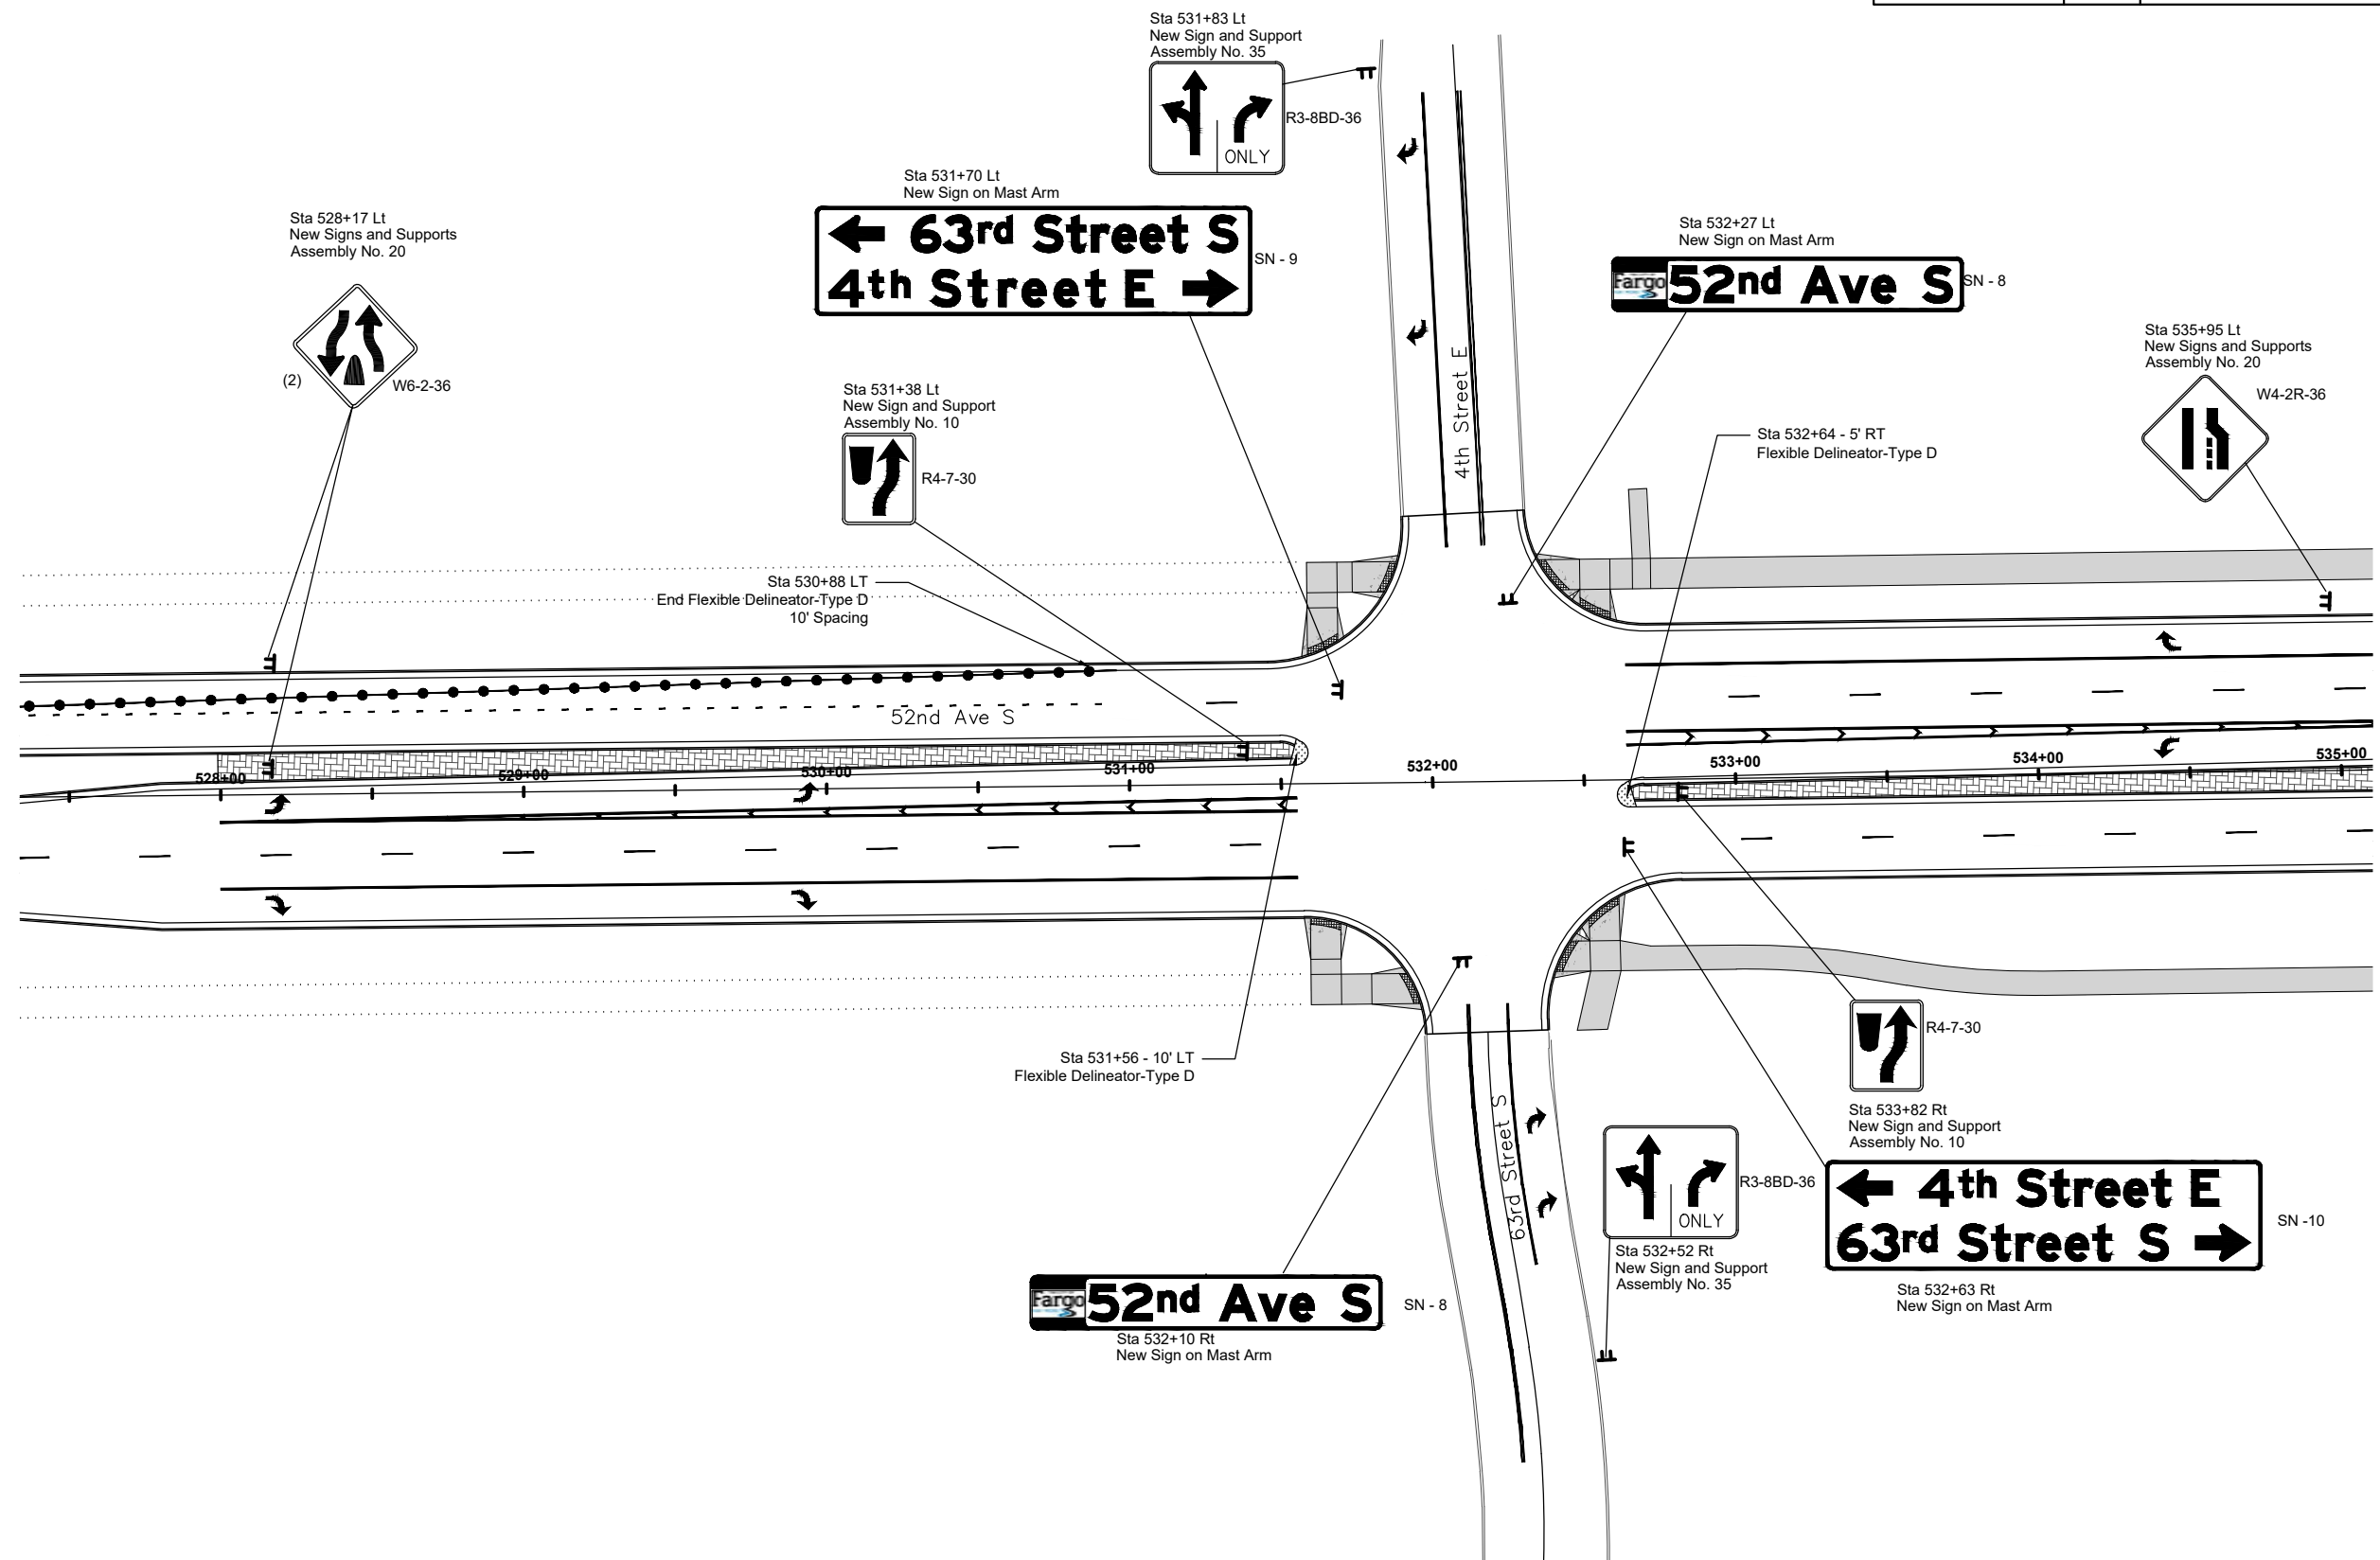 Sta 531+83 Lt
New Sign and Support
Assembly No. 35
ONLY
R3-8BD-36
Sta 531+70 Lt
New Sign on Mast Arm
63rd Street S
4th Street E
SN - 9
Sta 528+17 Lt
New Signs and Supports
Assembly No. 20
(2)
W6-2-36
Sta 532+27 Lt
New Sign on Mast Arm
Fargo
52nd Ave S
SN - 8
Sta 535+95 Lt
New Signs and Supports
Assembly No. 20
W4-2R-36
Sta 531+38 Lt
New Sign and Support
Assembly No. 10
R4-7-30
4th Street E
Sta 532+64 - 5' RT
Flexible Delineator-Type D
Sta 530+88 LT
End Flexible Delineator-Type D
10' Spacing
52nd Ave S
528+00
529+00
530+00
531+00
532+00
533+00
534+00
535+00
Sta 531+56 - 10' LT
Flexible Delineator-Type D
R4-7-30
Sta 533+82 Rt
New Sign and Support
Assembly No. 10
63rd Street S
ONLY
R3-8BD-36
Sta 532+52 Rt
New Sign and Support
Assembly No. 35
4th Street E
63rd Street S
SN -10
Sta 532+63 Rt
New Sign on Mast Arm
Fargo
52nd Ave S
SN - 8
Sta 532+10 Rt
New Sign on Mast Arm